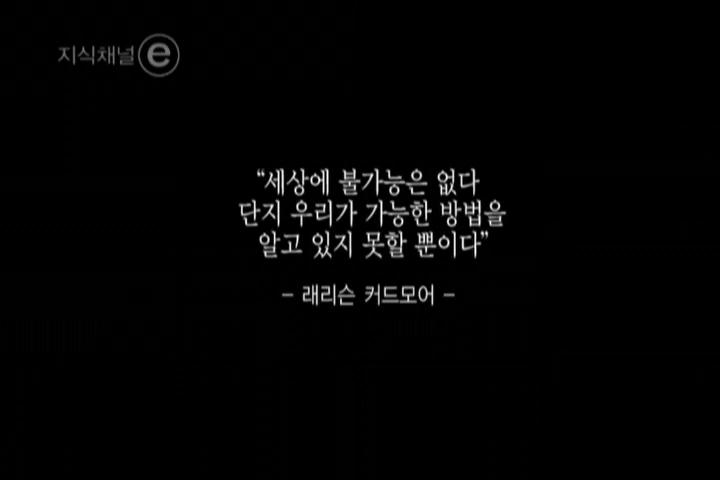 지식채널 e
“세상에 불가능은 없다
단지 우리가 가능한 방법을
알고 있지 못할 뿐이다”
– 래리슨 커드모어 –